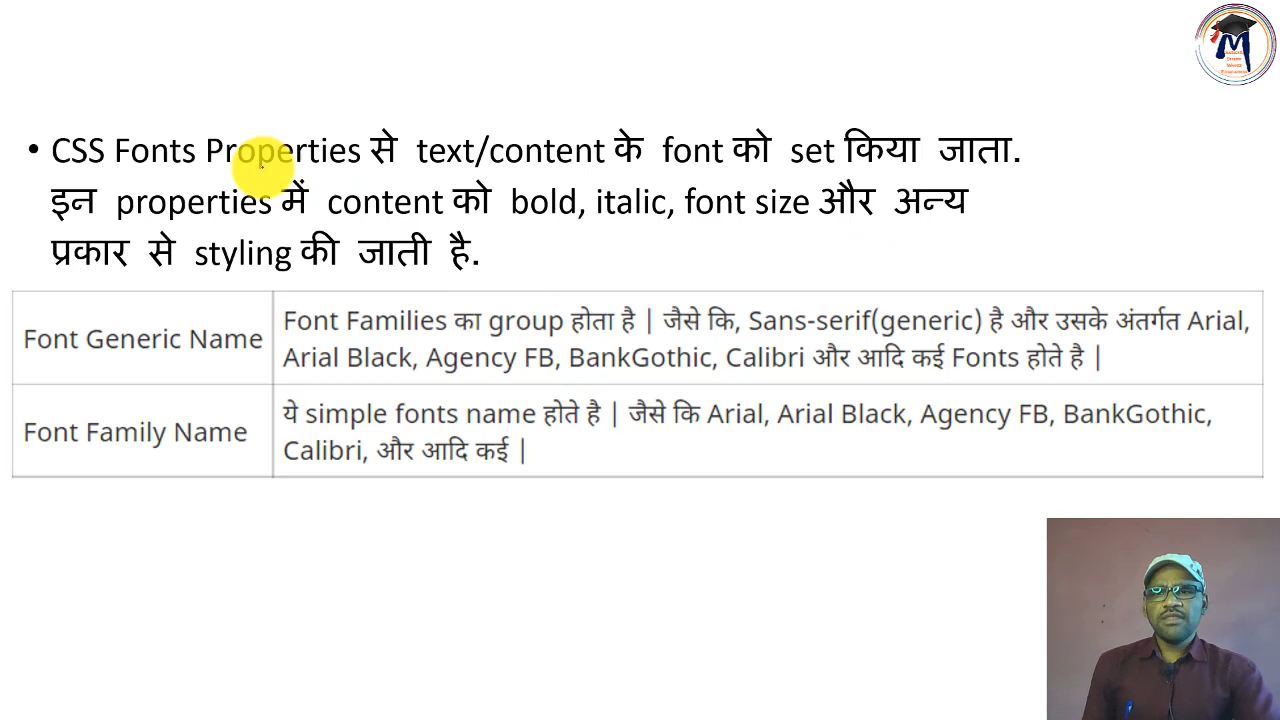 • CSS Fonts Properties से text/content के font को set किया जाता.
इन properties में content को bold, italic, font size और अन्य
प्रकार से styling की जाती है.
Font Generic Name
Font Families का group होता है | जैसे कि, Sans-serif(generic) है और उसके अंतर्गत Arial,
Arial Black, Agency FB, BankGothic, Calibri और आदि कई Fonts होते है |
Font Family Name
ये simple fonts name होते है | जैसे कि Arial, Arial Black, Agency FB, BankGothic,
Calibri, और आदि कई |